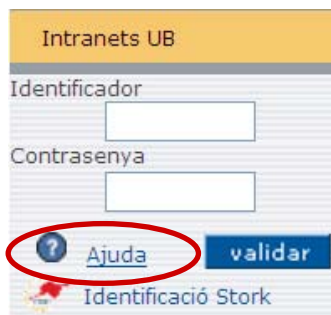 Intranets UB
Identificador
Contrasenya
Ajuda validar
Identificació Stork